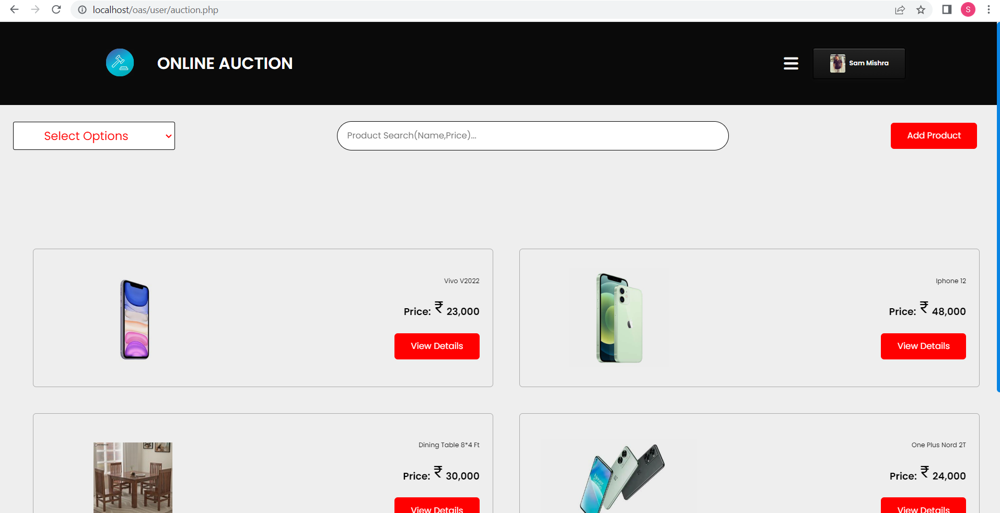 localhost/oas/user/auction.php
S
ONLINE AUCTION
Sam Mishra
Select Options
Product Search(Name,Price)...
Add Product
Vivo V2022
Price: ₹ 23,000
View Details
Iphone 12
Price: ₹ 48,000
View Details
Dining Table 8*4 Ft
Price: ₹ 30,000
View Details
One Plus Nord 2T
Price: ₹ 24,000
View Details